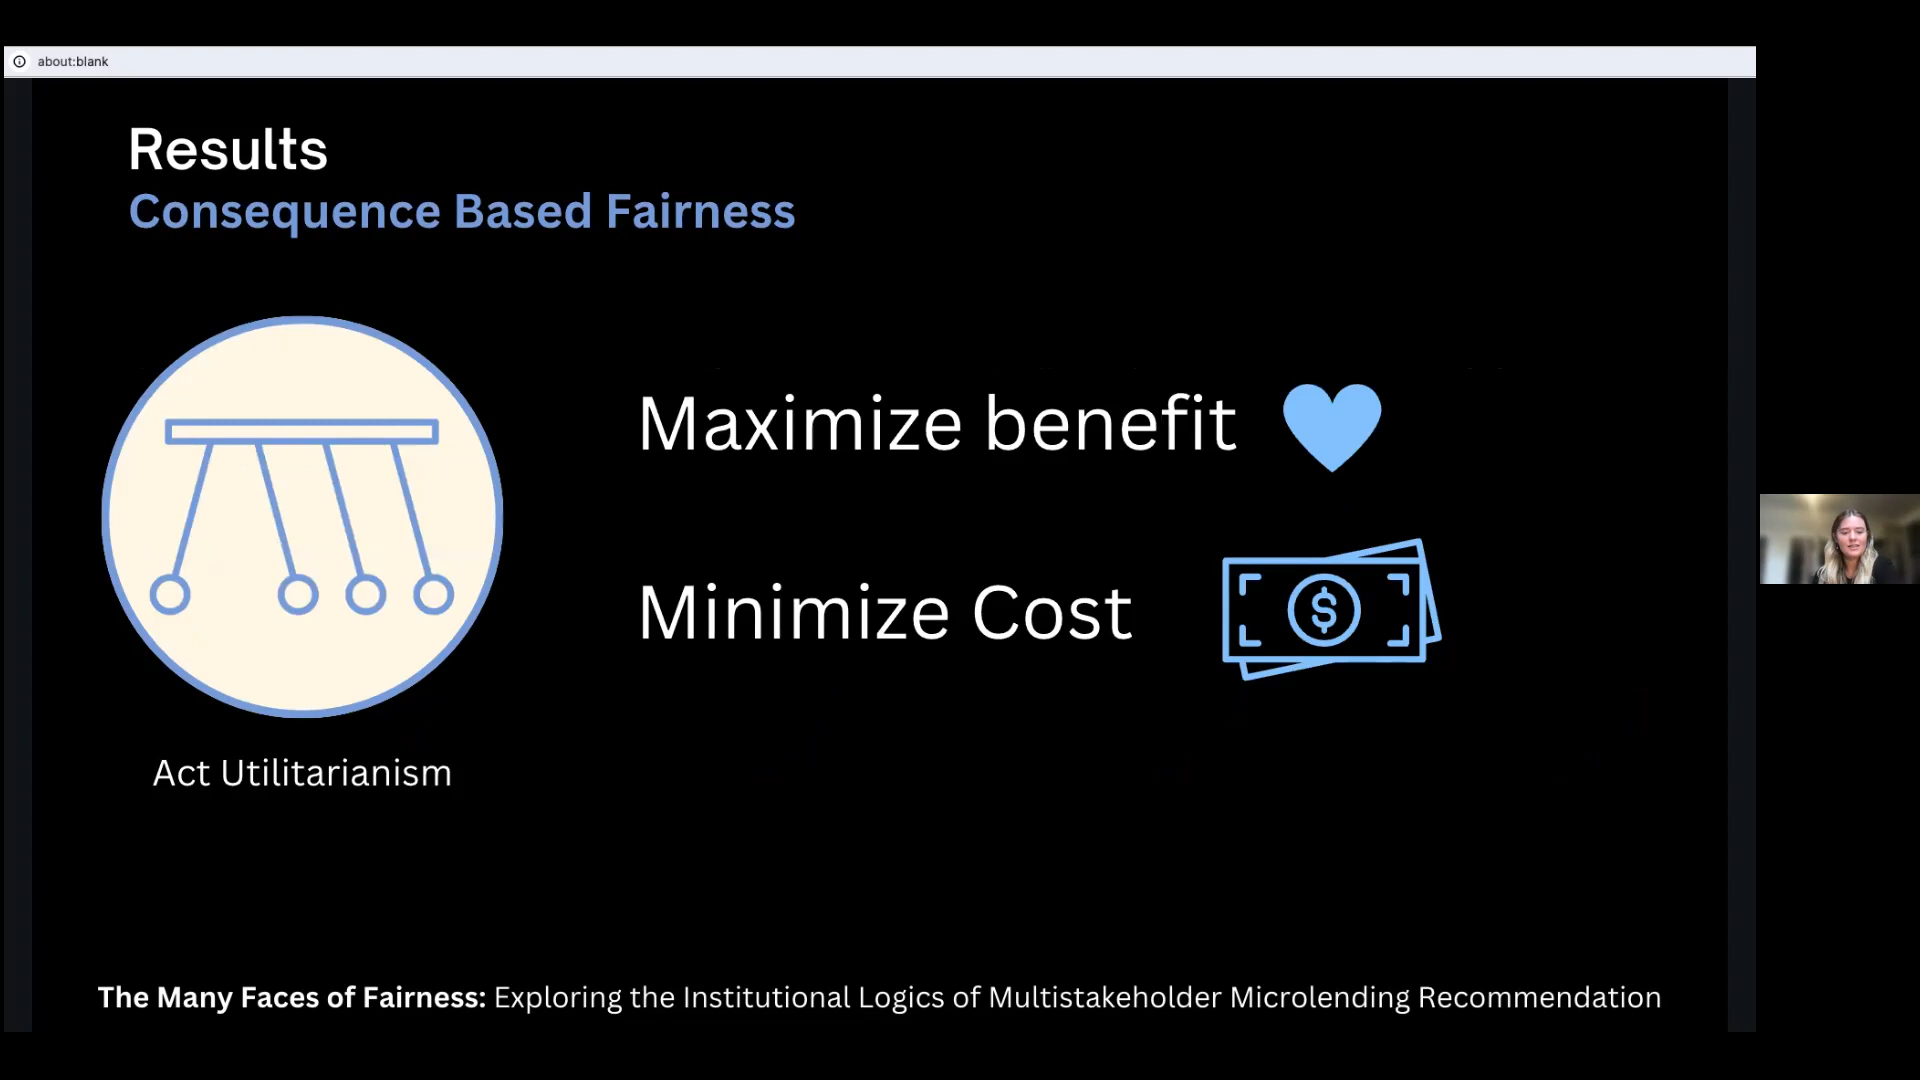 about:blank
Results
Consequence Based Fairness
Maximize benefit
$
Minimize Cost
Act Utilitarianism
The Many Faces of Fairness: Exploring the Institutional Logics of Multistakeholder Microlending Recommendation